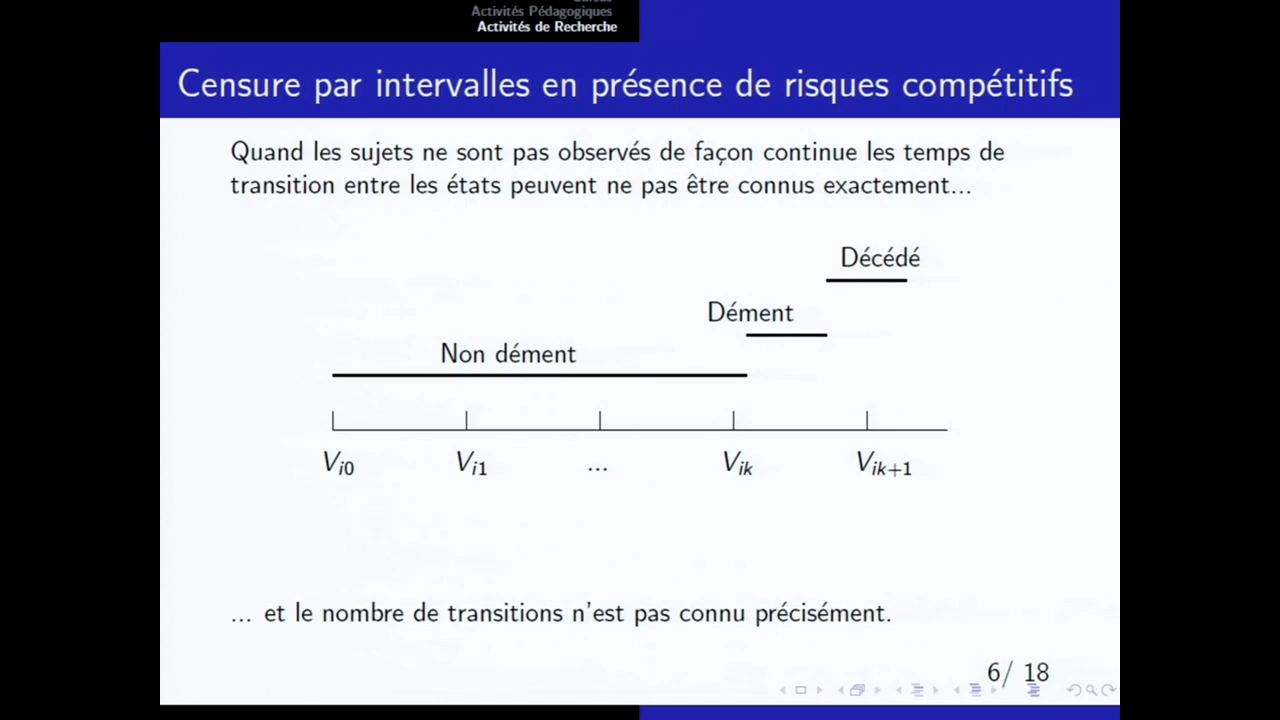 Activités Pédagogiques
Activités de Recherche
Censure par intervalles en présence de risques compétitifs
Quand les sujets ne sont pas observés de façon continue les temps de
transition entre les états peuvent ne pas être connus exactement...
Décédé
Dément
Non dément
Vi0 Vi1 ... Vik Vik+1
... et le nombre de transitions n'est pas connu précisément.
6/ 18